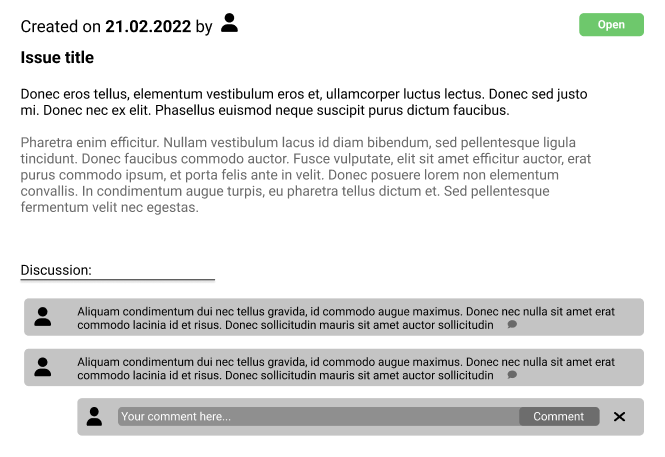 Created on 21.02.2022 by
Open
Issue title
Donec eros tellus, elementum vestibulum eros et, ullamcorper luctus lectus. Donec sed justo
mi. Donec nec ex elit. Phasellus euismod neque suscipit purus dictum faucibus.
Pharetra enim efficitur. Nullam vestibulum lacus id diam bibendum, sed pellentesque ligula
tincidunt. Donec faucibus commodo auctor. Fusce vulputate, elit sit amet efficitur auctor, erat
purus commodo ipsum, et porta felis ante in velit. Donec posuere lorem non elementum
convallis. In condimentum augue turpis, eu pharetra tellus dictum et. Sed pellentesque
fermentum velit nec egestas.
Discussion:
Aliquam condimentum dui nec tellus gravida, id commodo augue maximus. Donec nec nulla sit amet erat
commodo lacinia id et risus. Donec sollicitudin mauris sit amet auctor sollicitudin
Aliquam condimentum dui nec tellus gravida, id commodo augue maximus. Donec nec nulla sit amet erat
commodo lacinia id et risus. Donec sollicitudin mauris sit amet auctor sollicitudin
Your comment here...
Comment